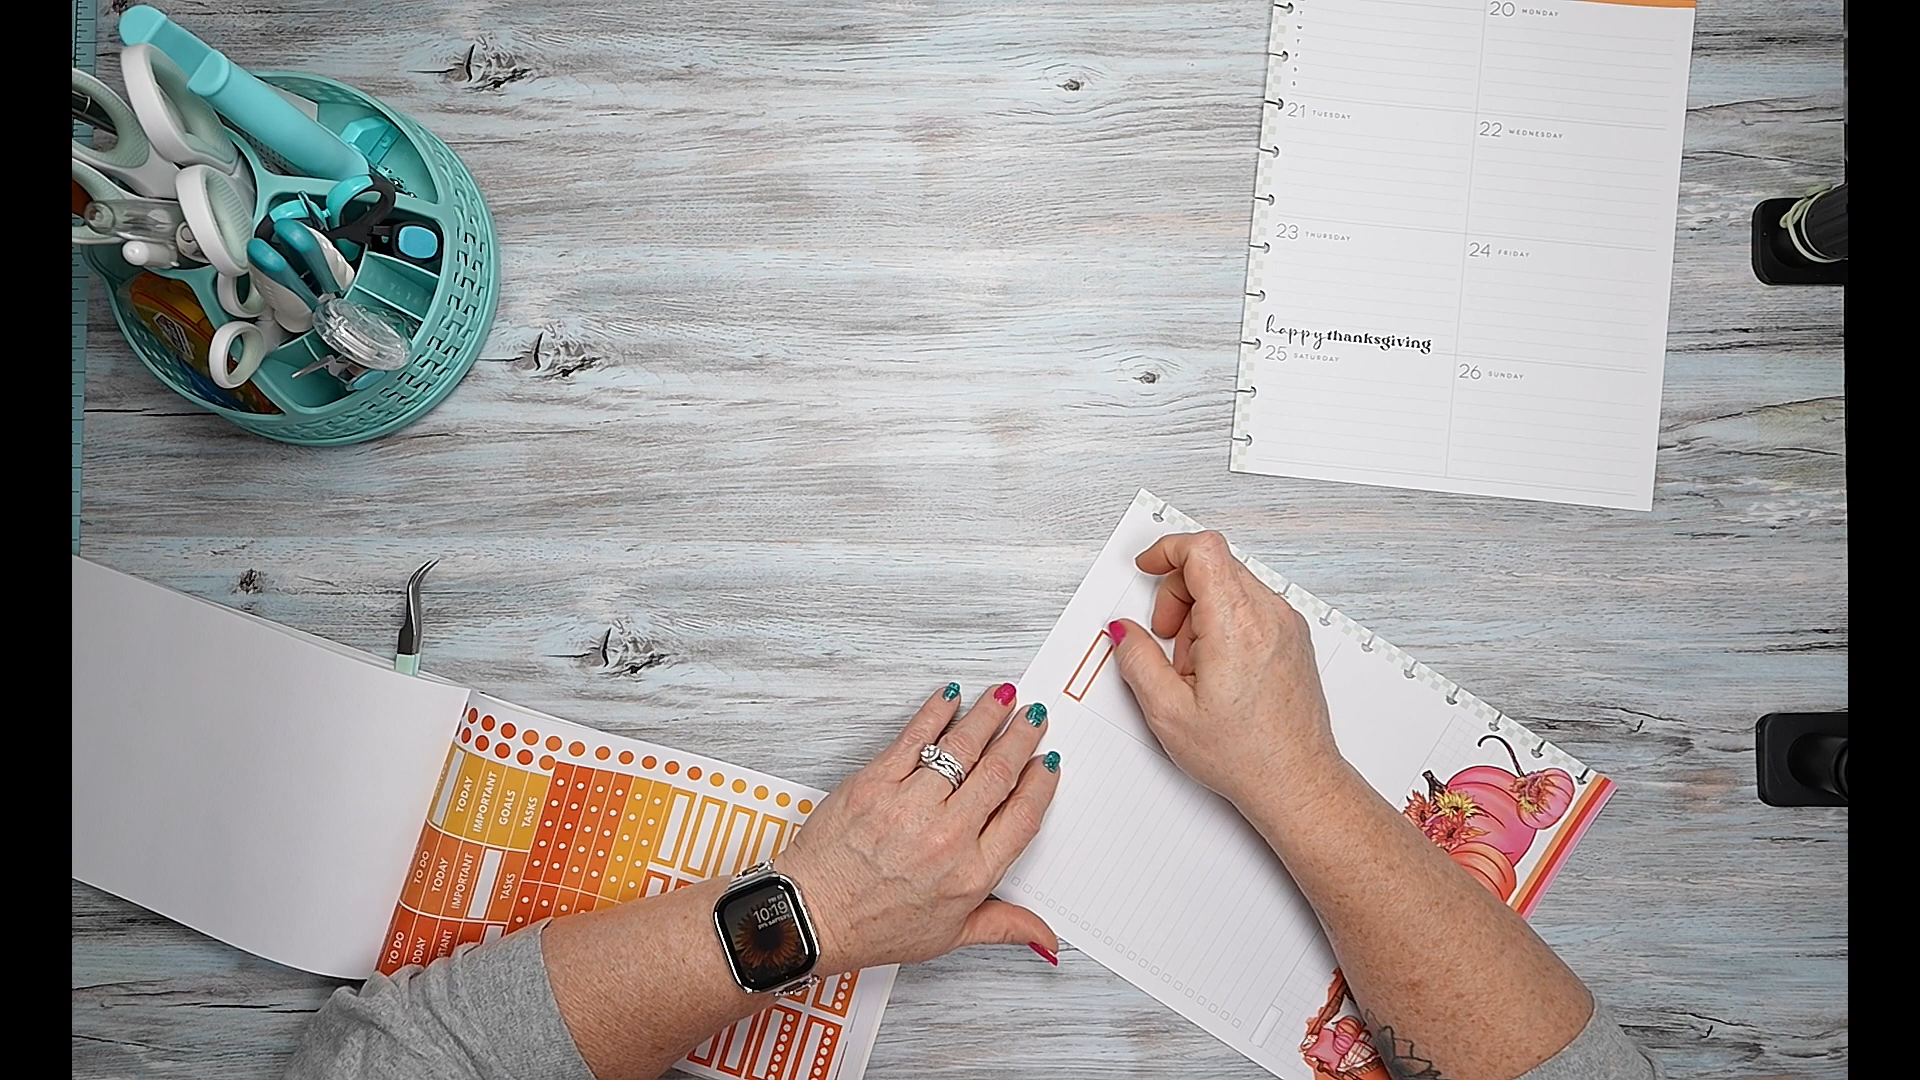 20 MONDAY
21 TUESDAY
22 WEDNESDAY
23 THURSDAY
24 FRIDAY
happy thanksgiving
25 SATURDAY
26 SUNDAY
TODAY
IMPORTANT
GOALS
TASKS
TO DO
TODAY
IMPORTANT
TASKS
TO DO
10:19